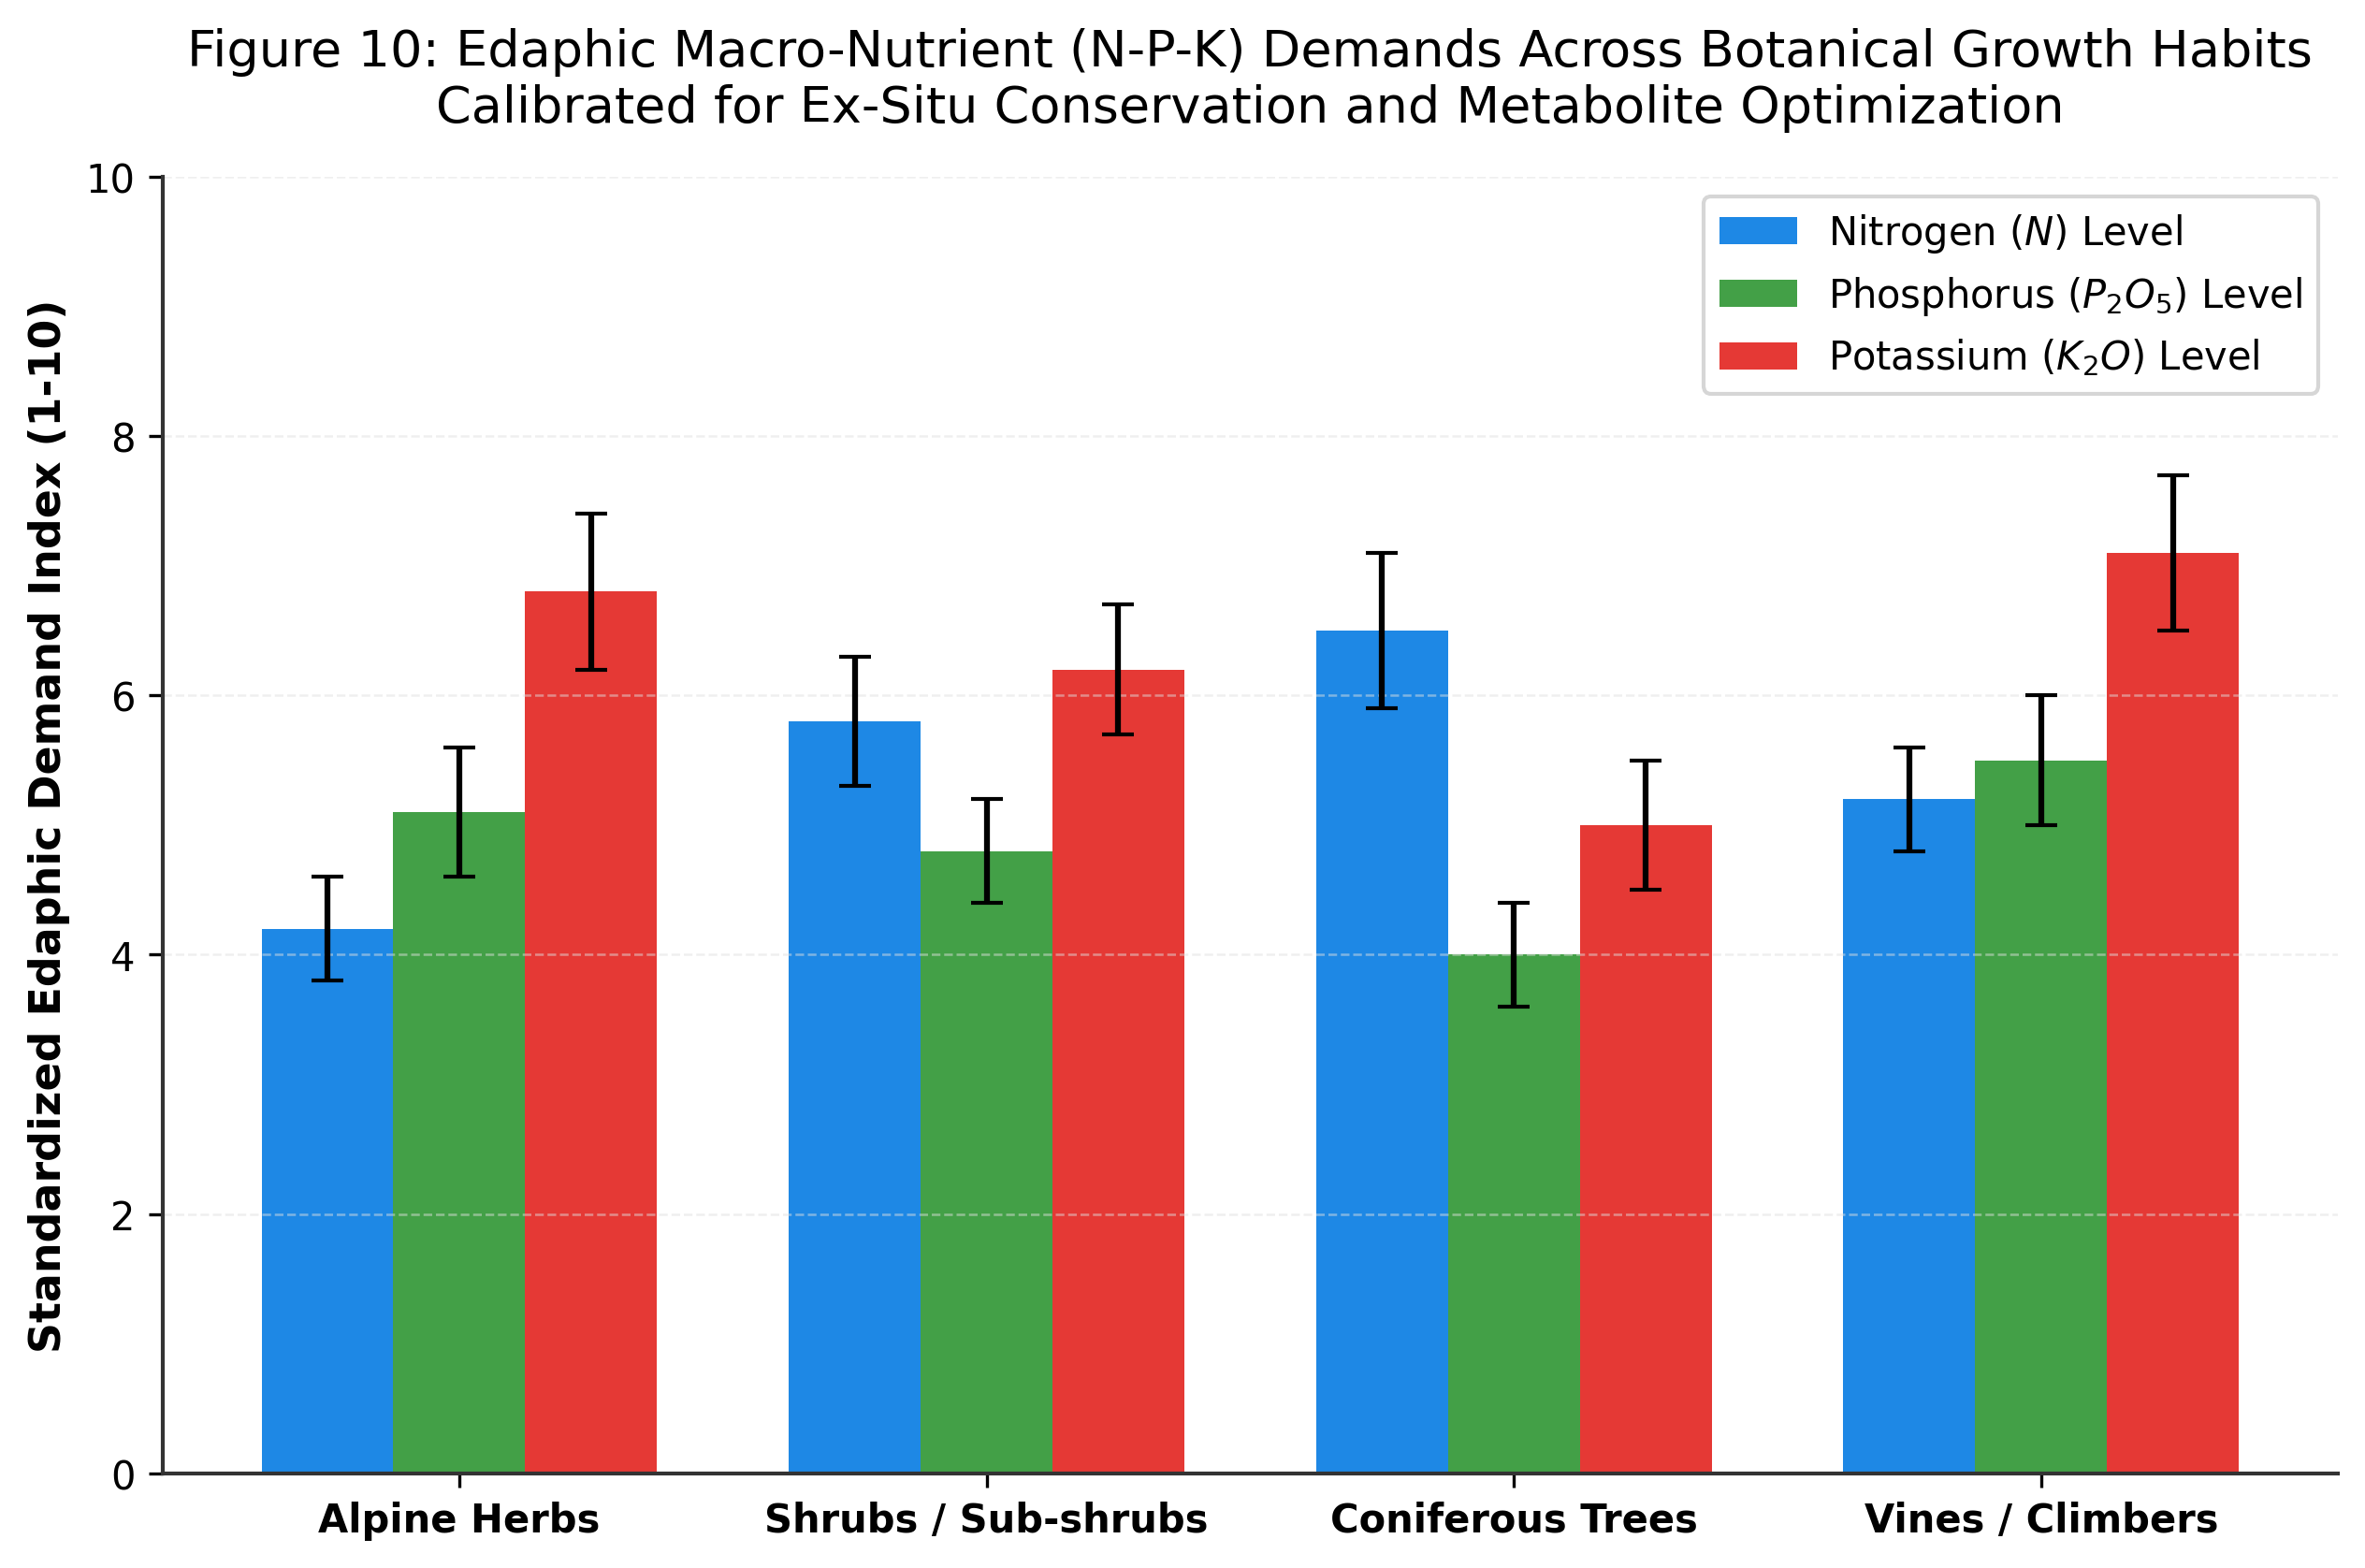 Figure 10: Edaphic Macro-Nutrient (N-P-K) Demands Across Botanical Growth Habits
Calibrated for Ex-Situ Conservation and Metabolite Optimization
Standardized Edaphic Demand Index (1-10)
10
8
6
4
2
0
Nitrogen (N) Level
Phosphorus (P₂O₅) Level
Potassium (K₂O) Level
Alpine Herbs
Shrubs / Sub-shrubs
Coniferous Trees
Vines / Climbers